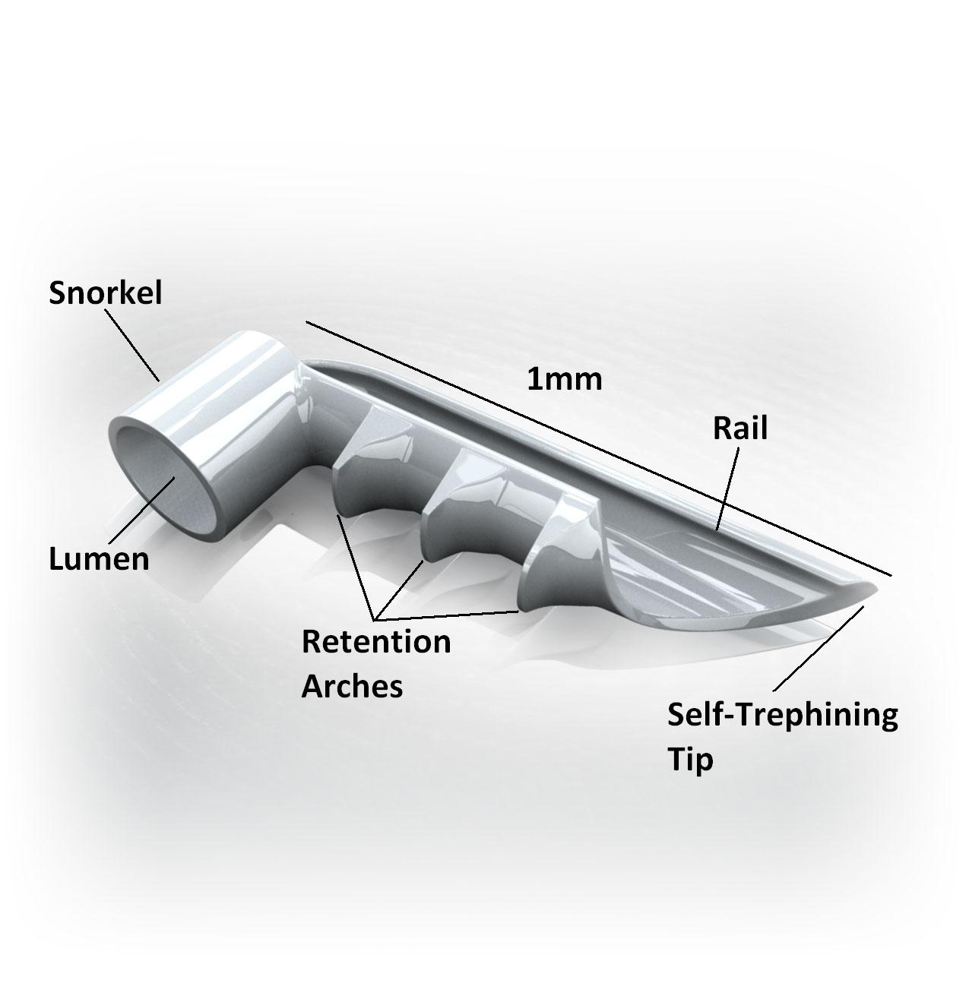 Snorkel
1mm
Rail
Lumen
Retention
Arches
Self-Trephining
Tip